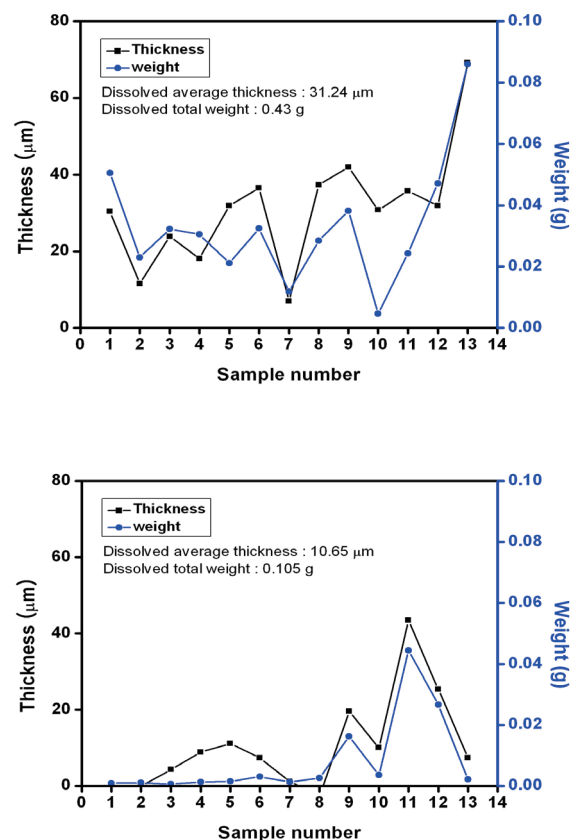 80
60
40
20
0
Thickness (μm)
Thickness
weight
Dissolved average thickness : 31.24 μm
Dissolved total weight : 0.43 g
0.10
0.08
0.06
0.04
0.02
0.00
Weight (g)
0 1 2 3 4 5 6 7 8 9 10 11 12 13 14
Sample number
80
60
40
20
0
Thickness (μm)
Thickness
weight
Dissolved average thickness : 10.65 μm
Dissolved total weight : 0.105 g
0.10
0.08
0.06
0.04
0.02
0.00
Weight (g)
0 1 2 3 4 5 6 7 8 9 10 11 12 13 14
Sample number